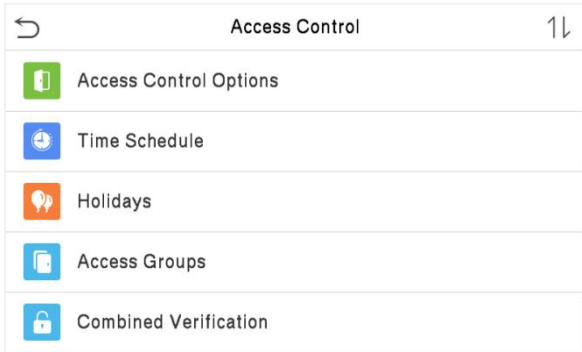 Access Control
Access Control Options
Time Schedule
Holidays
Access Groups
Combined Verification